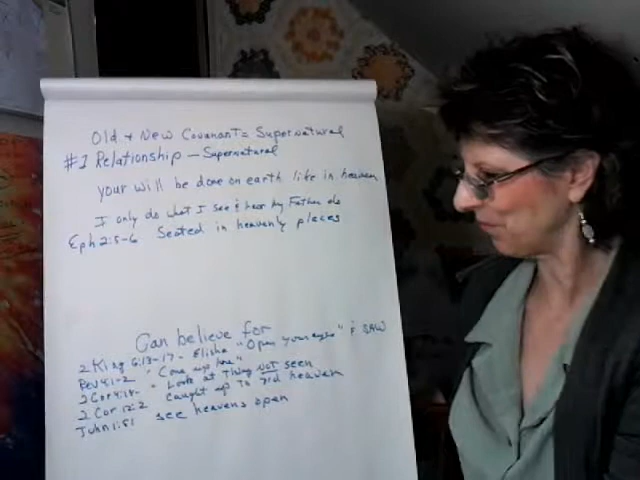 Old + New Covenant = Supernatural
#1 Relationship - Supernatural
your will be done on earth life in heaven
I only do what I see & hear my Father do
Eph 2:5-6 Seated in heavenly places
Can believe for
2 King 6:13-17 - Elisha "Open your eyes" & SAW
Rev 4:1-2 "Come up here"
2 Cor 4:18 - Look at thing NOT seen
2 Cor 12:2 caught up to 3rd heaven
John 1:51 see heavens open